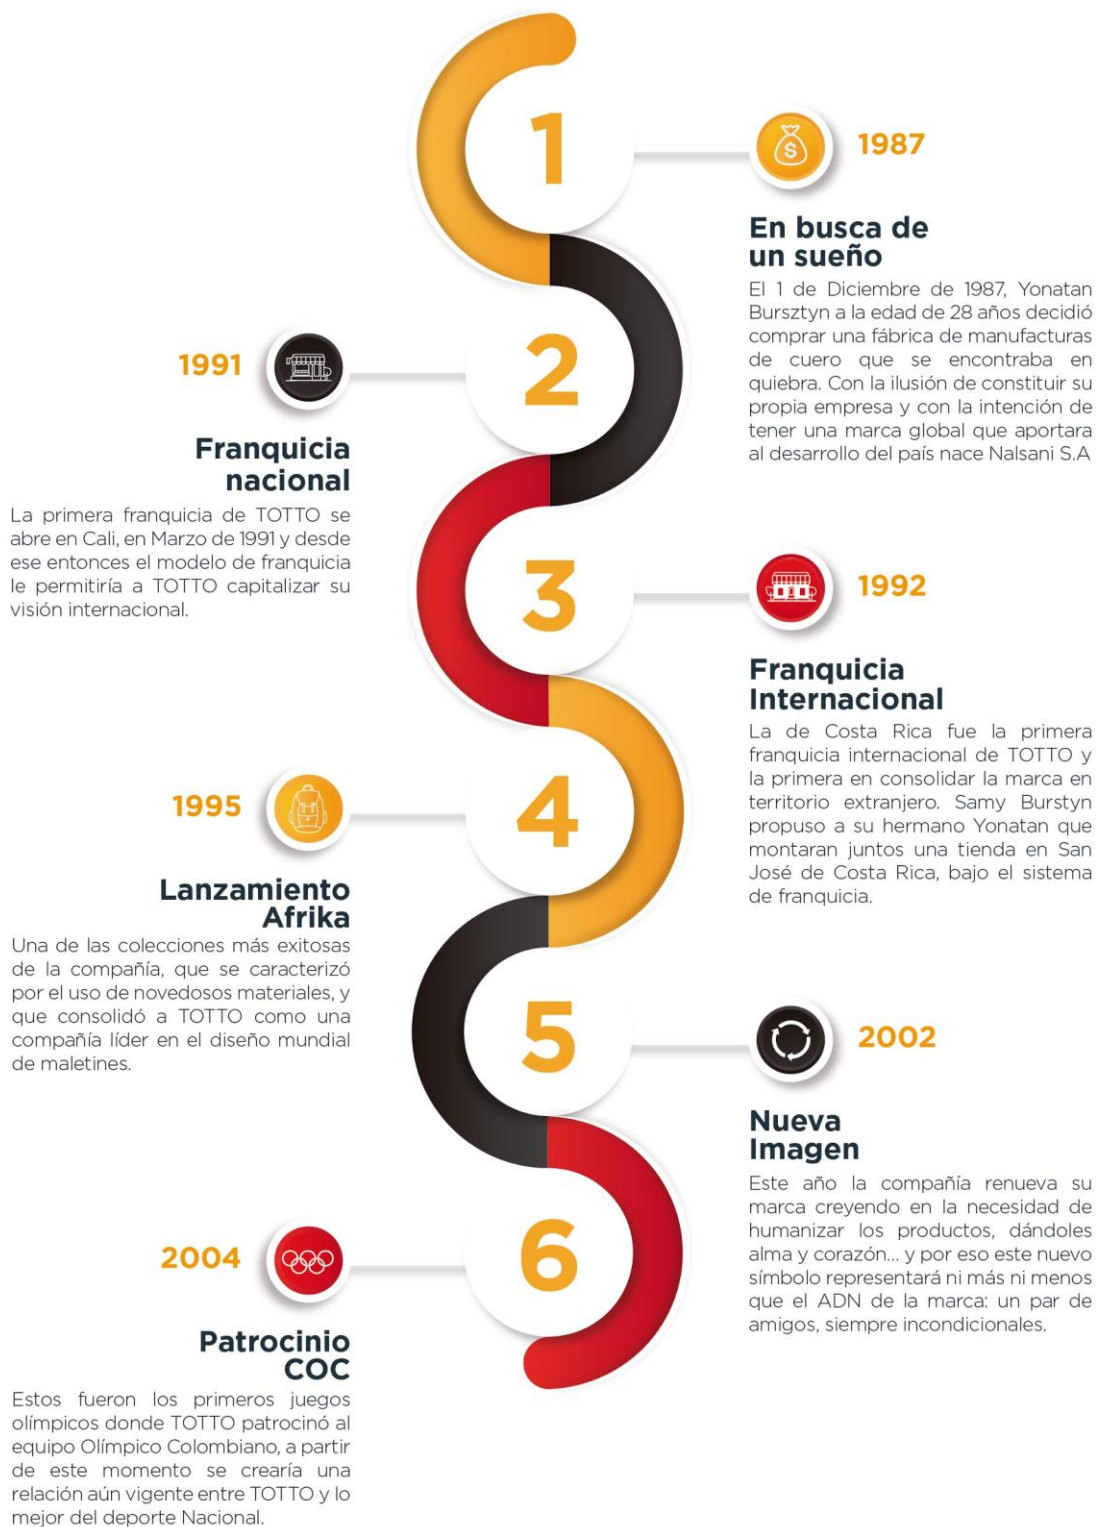 1
1987
En busca de
un sueño
El 1 de Diciembre de 1987, Yonatan
Bursztyn a la edad de 28 años decidió
comprar una fábrica de manufacturas
de cuero que se encontraba en
quiebra. Con la ilusión de constituir su
propia empresa y con la intención de
tener una marca global que aportara
al desarrollo del país nace Nalsani S.A
2
1991
Franquicia
nacional
La primera franquicia de TOTTO se
abre en Cali, en Marzo de 1991 y desde
ese entonces el modelo de franquicia
le permitiría a TOTTO capitalizar su
visión internacional.
3
1992
Franquicia
Internacional
La de Costa Rica fue la primera
franquicia internacional de TOTTO y
la primera en consolidar la marca en
territorio extranjero. Samy Burstyn
propuso a su hermano Yonatan que
montaran juntos una tienda en San
José de Costa Rica, bajo el sistema
de franquicia.
4
1995
Lanzamiento
Afrika
Una de las colecciones más exitosas
de la compañía, que se caracterizó
por el uso de novedosos materiales, y
que consolidó a TOTTO como una
compañía líder en el diseño mundial
de maletines.
5
2002
Nueva
Imagen
Este año la compañía renueva su
marca creyendo en la necesidad de
humanizar los productos, dándoles
alma y corazón... y por eso este nuevo
símbolo representará ni más ni menos
que el ADN de la marca: un par de
amigos, siempre incondicionales.
6
2004
Patrocinio
COC
Estos fueron los primeros juegos
olímpicos donde TOTTO patrocinó al
equipo Olímpico Colombiano, a partir
de este momento se crearía una
relación aún vigente entre TOTTO y lo
mejor del deporte Nacional.